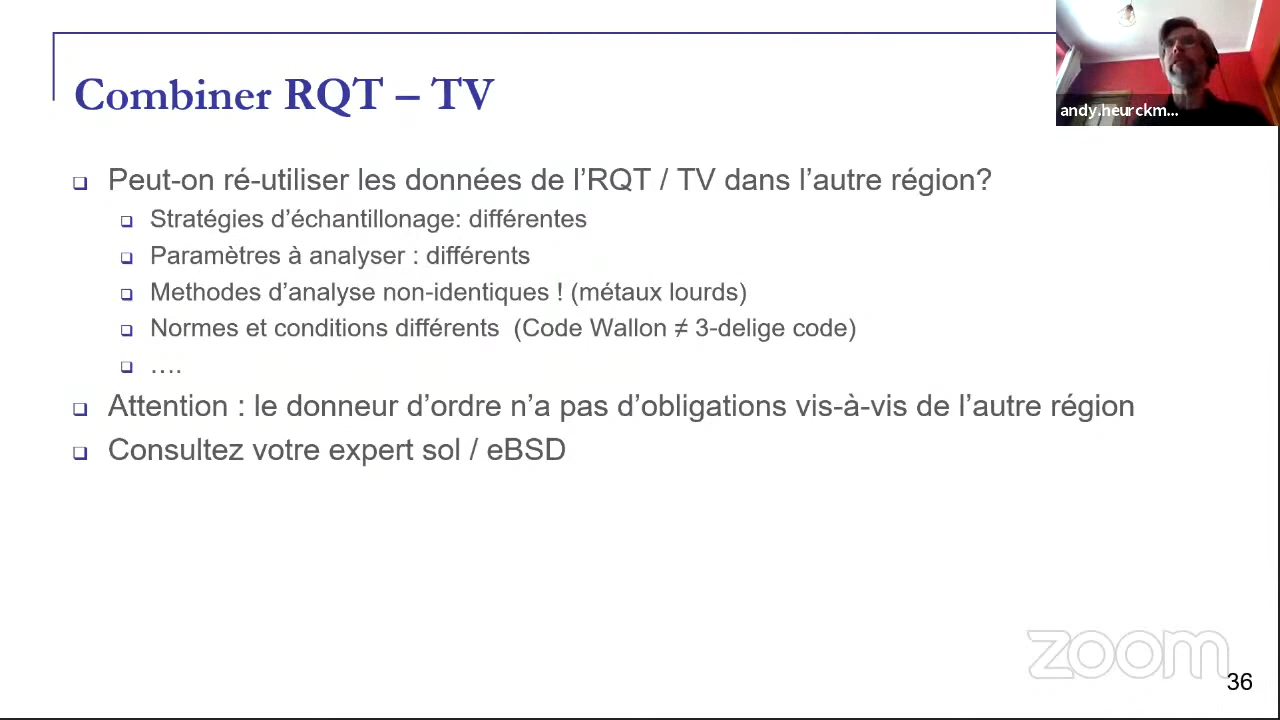 Combiner RQT – TV
andy.heurckm...
Peut-on ré-utiliser les données de l’RQT / TV dans l’autre région?
Stratégies d’échantillonage: différentes
Paramètres à analyser : différents
Methodes d’analyse non-identiques ! (métaux lourds)
Normes et conditions différents (Code Wallon ≠ 3-delige code)
….
Attention : le donneur d’ordre n’a pas d’obligations vis-à-vis de l’autre région
Consultez votre expert sol / eBSD
zoom
36